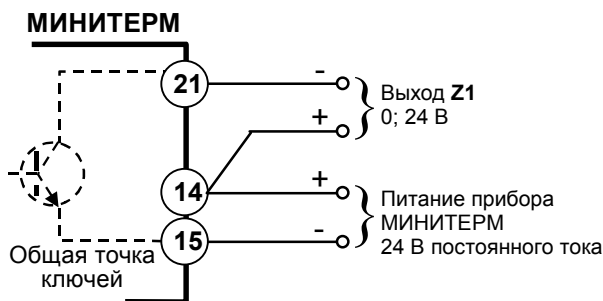 МИНИТЕРМ
21
-
+
Выход Z1
0; 24 В
14
+
Питание прибора
МИНИТЕРМ
24 В постоянного тока
15
-
Общая точка
ключей